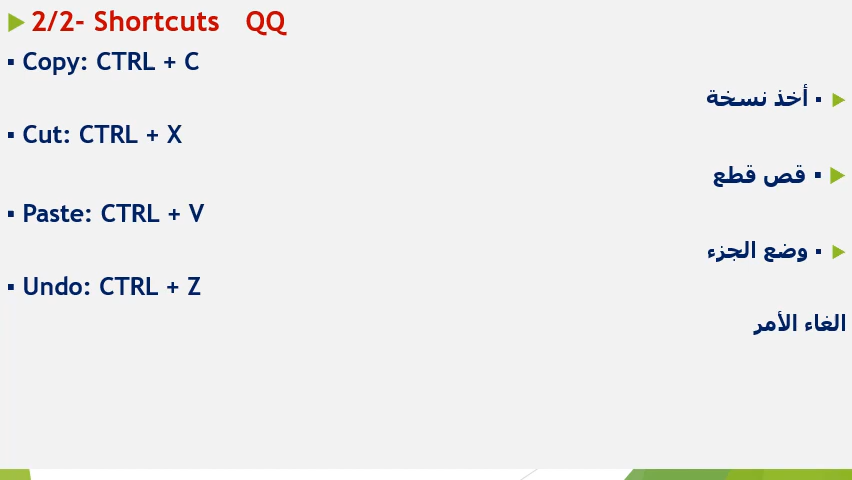 2/2- Shortcuts QQ
▪ Copy: CTRL + C
▪ أخذ نسخة
▪ Cut: CTRL + X
▪ قص قطع
▪ Paste: CTRL + V
▪ وضع الجزء
▪ Undo: CTRL + Z
الغاء الأمر